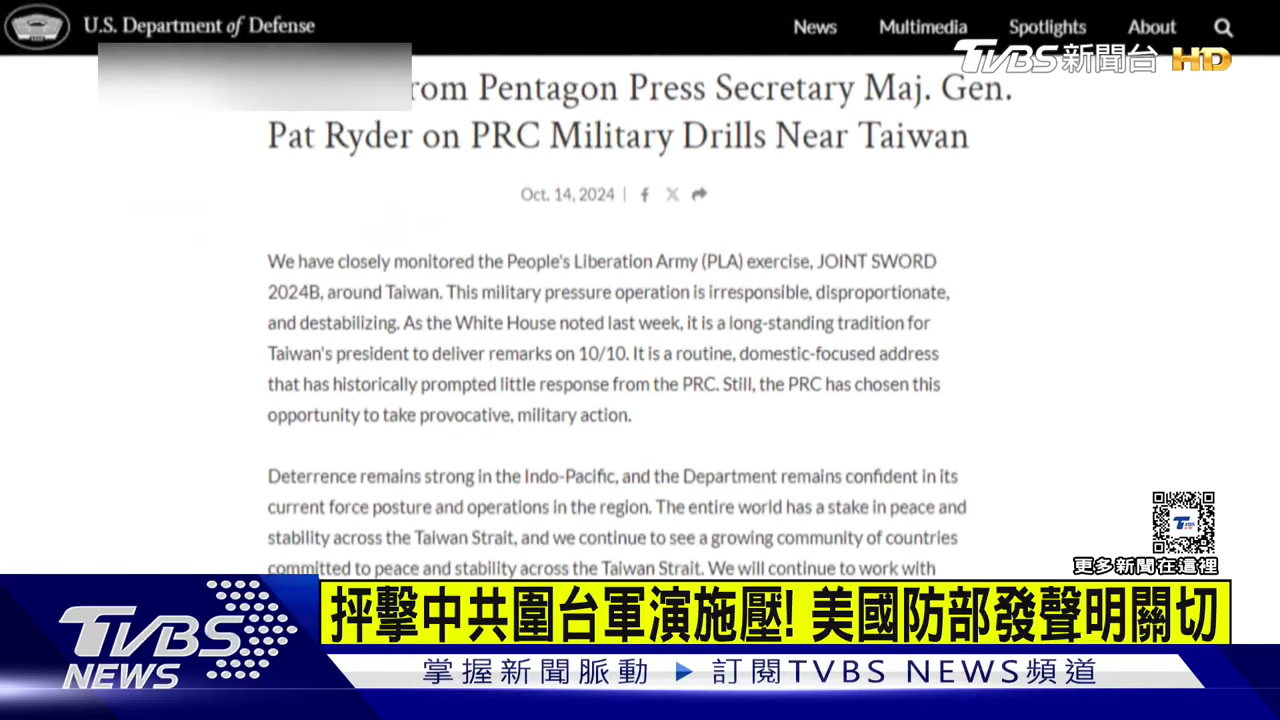 U.S. Department of Defense
News Multimedia Spotlights About
TVBS新聞台 HD
rom Pentagon Press Secretary Maj. Gen.
Pat Ryder on PRC Military Drills Near Taiwan
Oct. 14, 2024
We have closely monitored the People's Liberation Army (PLA) exercise, JOINT SWORD
2024B, around Taiwan. This military pressure operation is irresponsible, disproportionate,
and destabilizing. As the White House noted last week, it is a long-standing tradition for
Taiwan's president to deliver remarks on 10/10. It is a routine, domestic-focused address
that has historically prompted little response from the PRC. Still, the PRC has chosen this
opportunity to take provocative, military action.
Deterrence remains strong in the Indo-Pacific, and the Department remains confident in its
current force posture and operations in the region. The entire world has a stake in peace and
stability across the Taiwan Strait, and we continue to see a growing community of countries
committed to peace and stability across the Taiwan Strait. We will continue to work with
TVBS
更多新聞在這裡
抨擊中共圍台軍演施壓! 美國防部發聲明關切
TVBS NEWS
掌握新聞脈動 ▶ 訂閱TVBS NEWS頻道